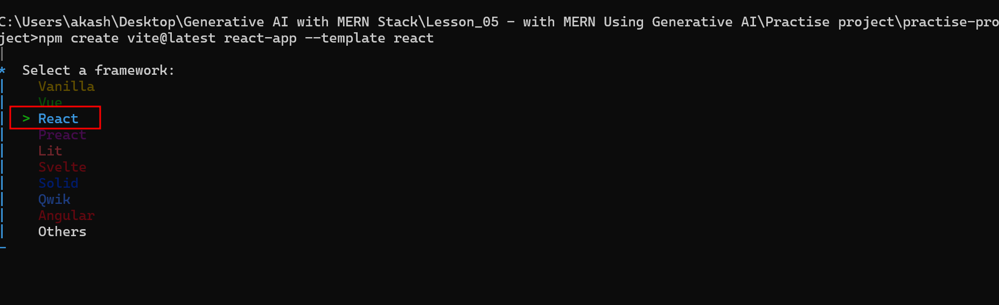 C:\Users\akash\Desktop\Generative AI with MERN Stack\Lesson_05 - with MERN Using Generative AI\Practise project\practise-pro
ject>npm create vite@latest react-app --template react
|
*  Select a framework:
|    Vanilla
|    Vue
|  > React
|    Preact
|    Lit
|    Svelte
|    Solid
|    Qwik
|    Angular
|    Others
—